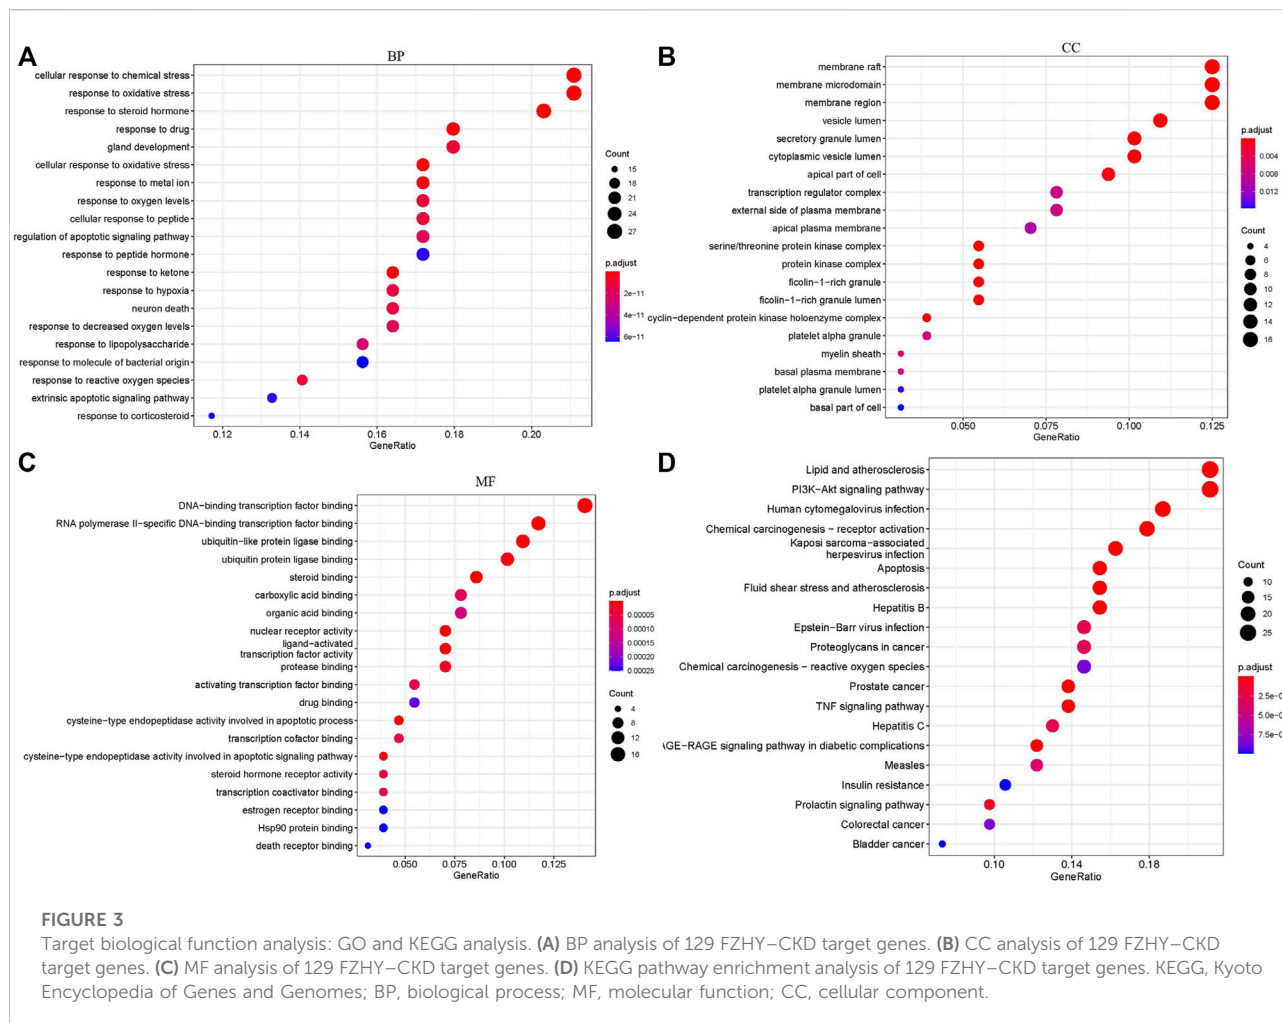 A
BP
cellular response to chemical stress
response to oxidative stress
response to steroid hormone
response to drug
gland development
cellular response to oxidative stress
response to metal ion
response to oxygen levels
cellular response to peptide
regulation of apoptotic signaling pathway
response to peptide hormone
response to ketone
response to hypoxia
neuron death
response to decreased oxygen levels
response to lipopolysaccharide
response to molecule of bacterial origin
response to reactive oxygen species
extrinsic apoptotic signaling pathway
response to corticosteroid
0.12 0.14 0.16 0.18 0.20
GeneRatio
Count
15
18
21
24
27
p.adjust
2e−11
4e−11
6e−11
B
CC
membrane raft
membrane microdomain
membrane region
vesicle lumen
secretory granule lumen
cytoplasmic vesicle lumen
apical part of cell
transcription regulator complex
external side of plasma membrane
apical plasma membrane
serine/threonine protein kinase complex
protein kinase complex
ficolin−1−rich granule
ficolin−1−rich granule lumen
cyclin−dependent protein kinase holoenzyme complex
platelet alpha granule
myelin sheath
basal plasma membrane
platelet alpha granule lumen
basal part of cell
0.050 0.075 0.100 0.125
GeneRatio
p.adjust
0.004
0.008
0.012
Count
4
6
8
10
12
14
16
C
MF
DNA−binding transcription factor binding
RNA polymerase II−specific DNA−binding transcription factor binding
ubiquitin−like protein ligase binding
ubiquitin protein ligase binding
steroid binding
carboxylic acid binding
organic acid binding
nuclear receptor activity
ligand−activated
transcription factor activity
protease binding
activating transcription factor binding
drug binding
cysteine−type endopeptidase activity involved in apoptotic process
transcription cofactor binding
cysteine−type endopeptidase activity involved in apoptotic signaling pathway
steroid hormone receptor activity
transcription coactivator binding
estrogen receptor binding
Hsp90 protein binding
death receptor binding
0.050 0.075 0.100 0.125
GeneRatio
p.adjust
0.00005
0.00010
0.00015
0.00020
0.00025
Count
4
8
12
16
D
Lipid and atherosclerosis
PI3K−Akt signaling pathway
Human cytomegalovirus infection
Chemical carcinogenesis − receptor activation
Kaposi sarcoma−associated
herpesvirus infection
Apoptosis
Fluid shear stress and atherosclerosis
Hepatitis B
Epstein−Barr virus infection
Proteoglycans in cancer
Chemical carcinogenesis − reactive oxygen species
Prostate cancer
TNF signaling pathway
Hepatitis C
AGE−RAGE signaling pathway in diabetic complications
Measles
Insulin resistance
Prolactin signaling pathway
Colorectal cancer
Bladder cancer
0.10 0.14 0.18
GeneRatio
Count
10
15
20
25
p.adjust
2.5e−0
5.0e−0
7.5e−0
FIGURE 3
Target biological function analysis: GO and KEGG analysis. (A) BP analysis of 129 FZHY–CKD target genes. (B) CC analysis of 129 FZHY–CKD
target genes. (C) MF analysis of 129 FZHY–CKD target genes. (D) KEGG pathway enrichment analysis of 129 FZHY–CKD target genes. KEGG, Kyoto
Encyclopedia of Genes and Genomes; BP, biological process; MF, molecular function; CC, cellular component.